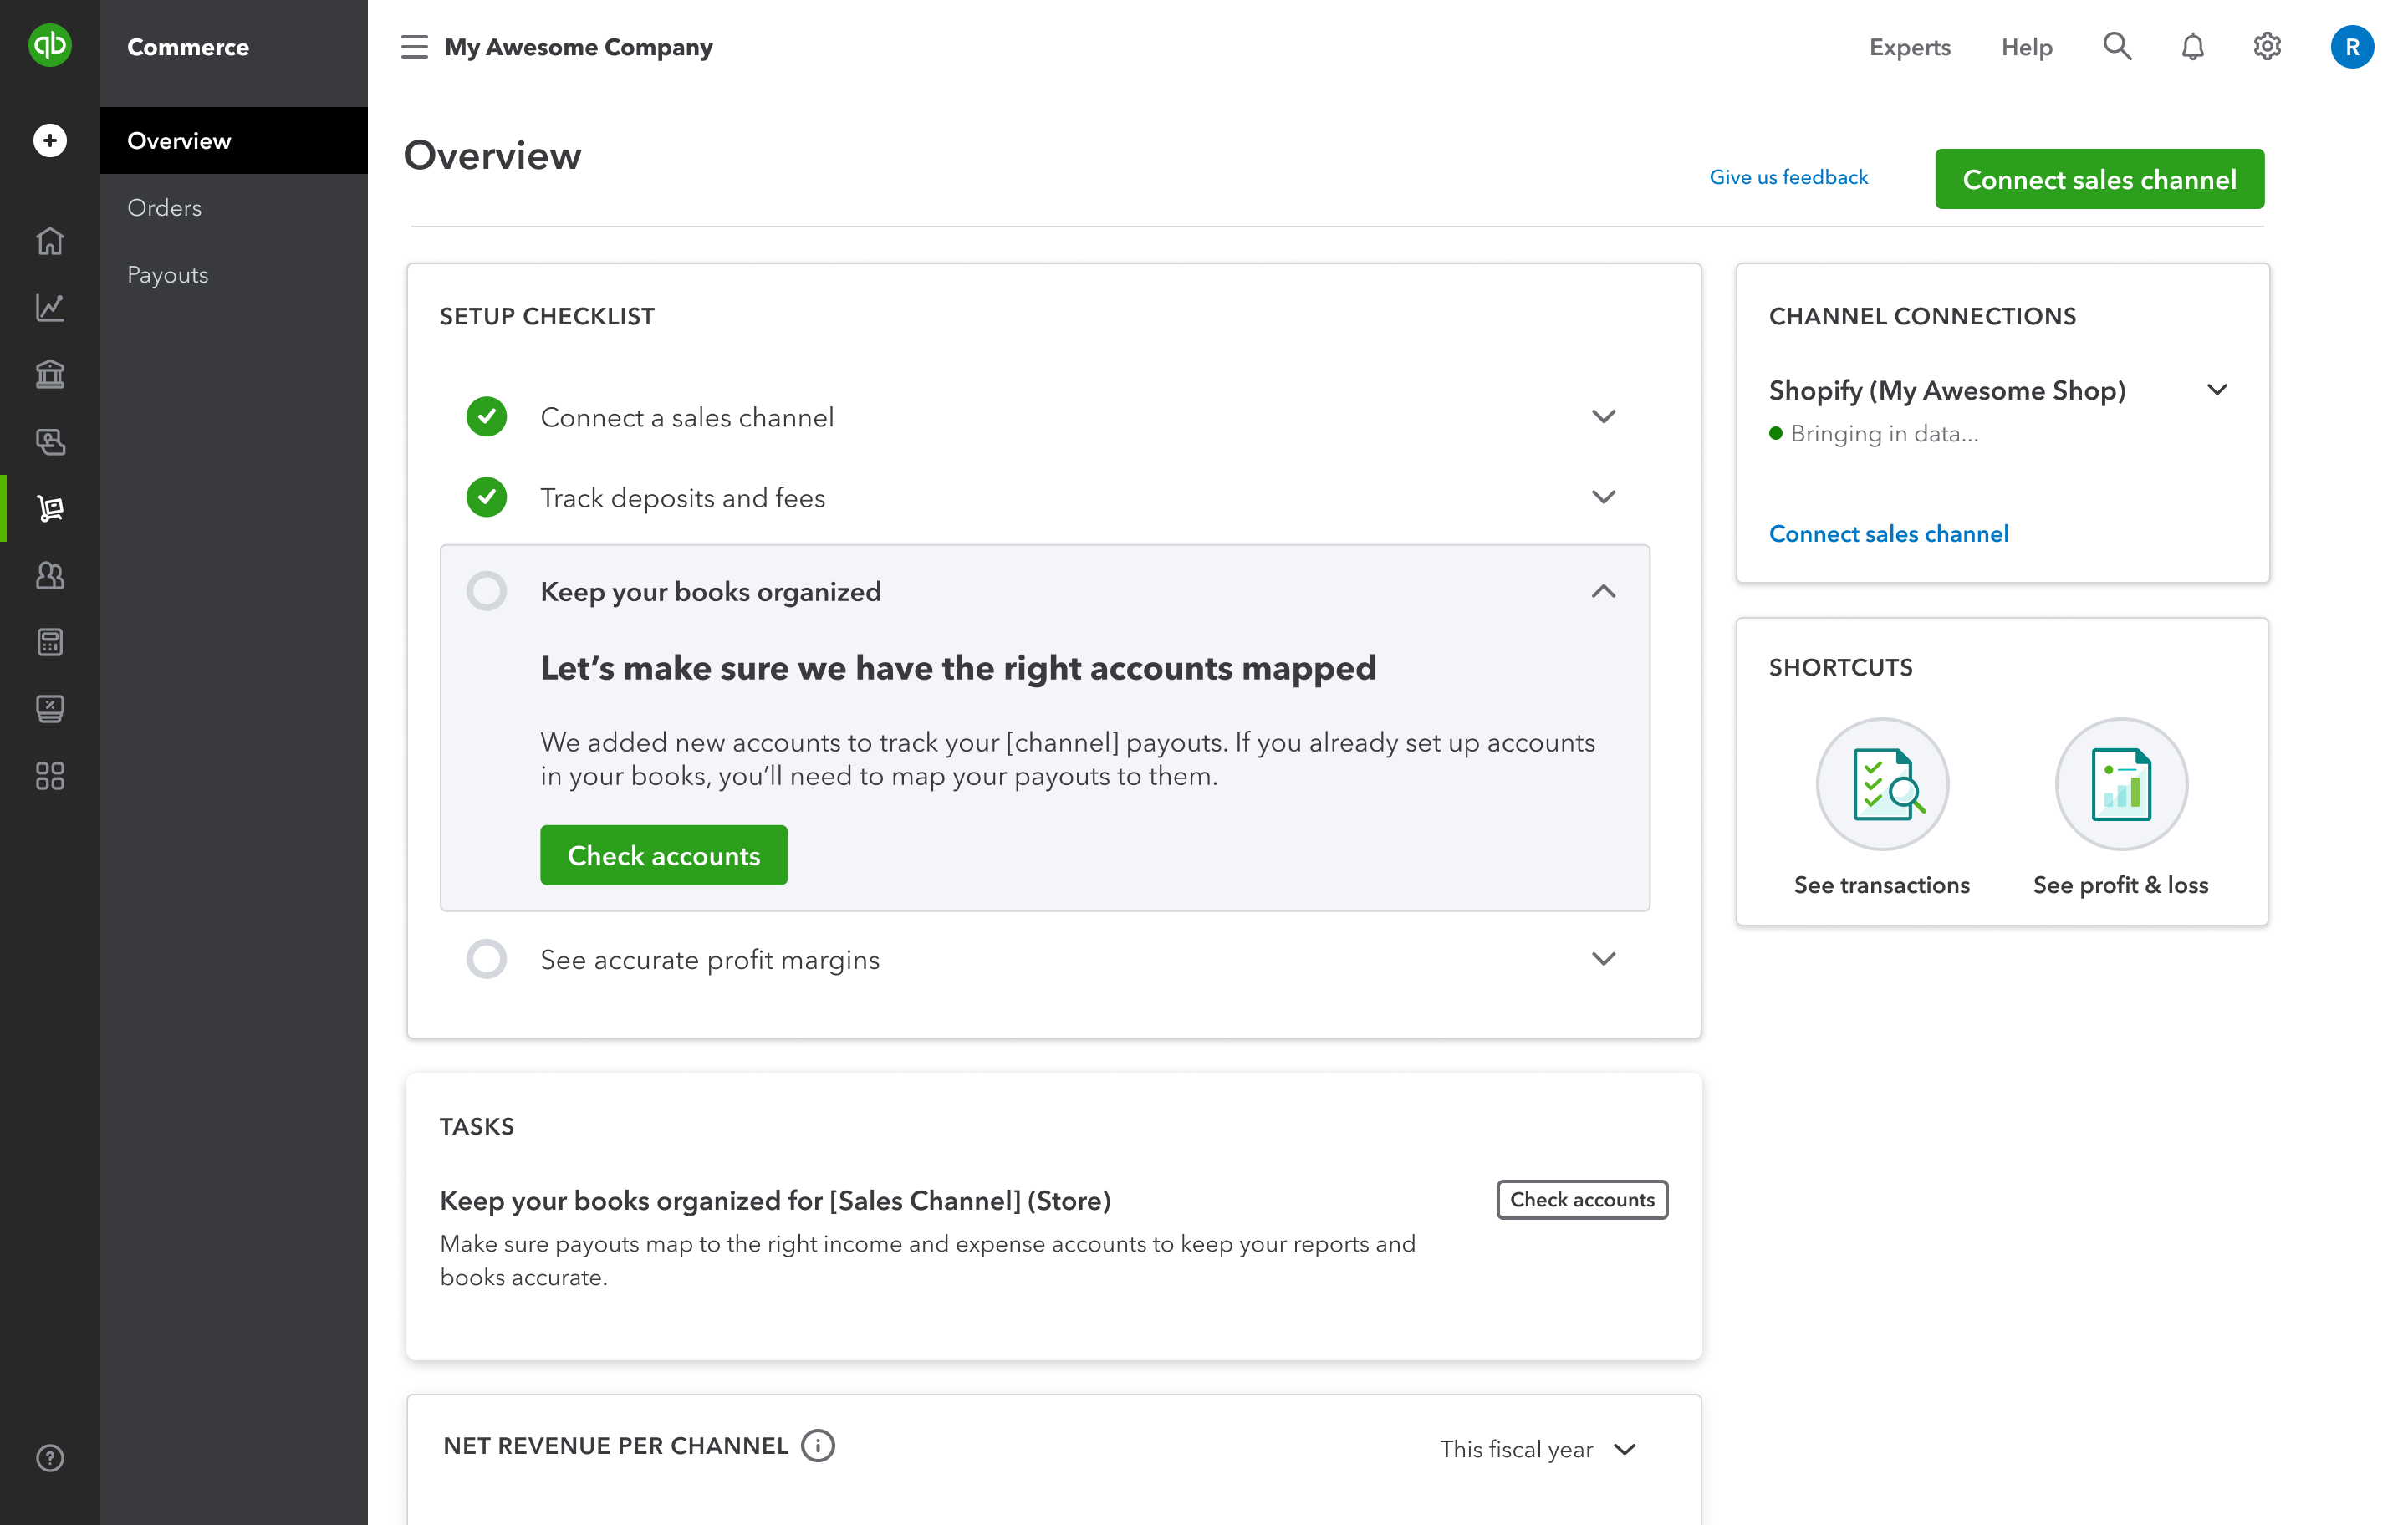 qb
Commerce
My Awesome Company
Experts
Help
R
Overview
Orders
Payouts
Overview
Give us feedback
Connect sales channel
SETUP CHECKLIST
Connect a sales channel
Track deposits and fees
Keep your books organized
Let’s make sure we have the right accounts mapped
We added new accounts to track your [channel] payouts. If you already set up accounts
in your books, you’ll need to map your payouts to them.
Check accounts
See accurate profit margins
CHANNEL CONNECTIONS
Shopify (My Awesome Shop)
Bringing in data...
Connect sales channel
SHORTCUTS
See transactions
See profit & loss
TASKS
Keep your books organized for [Sales Channel] (Store)
Check accounts
Make sure payouts map to the right income and expense accounts to keep your reports and
books accurate.
NET REVENUE PER CHANNEL
This fiscal year